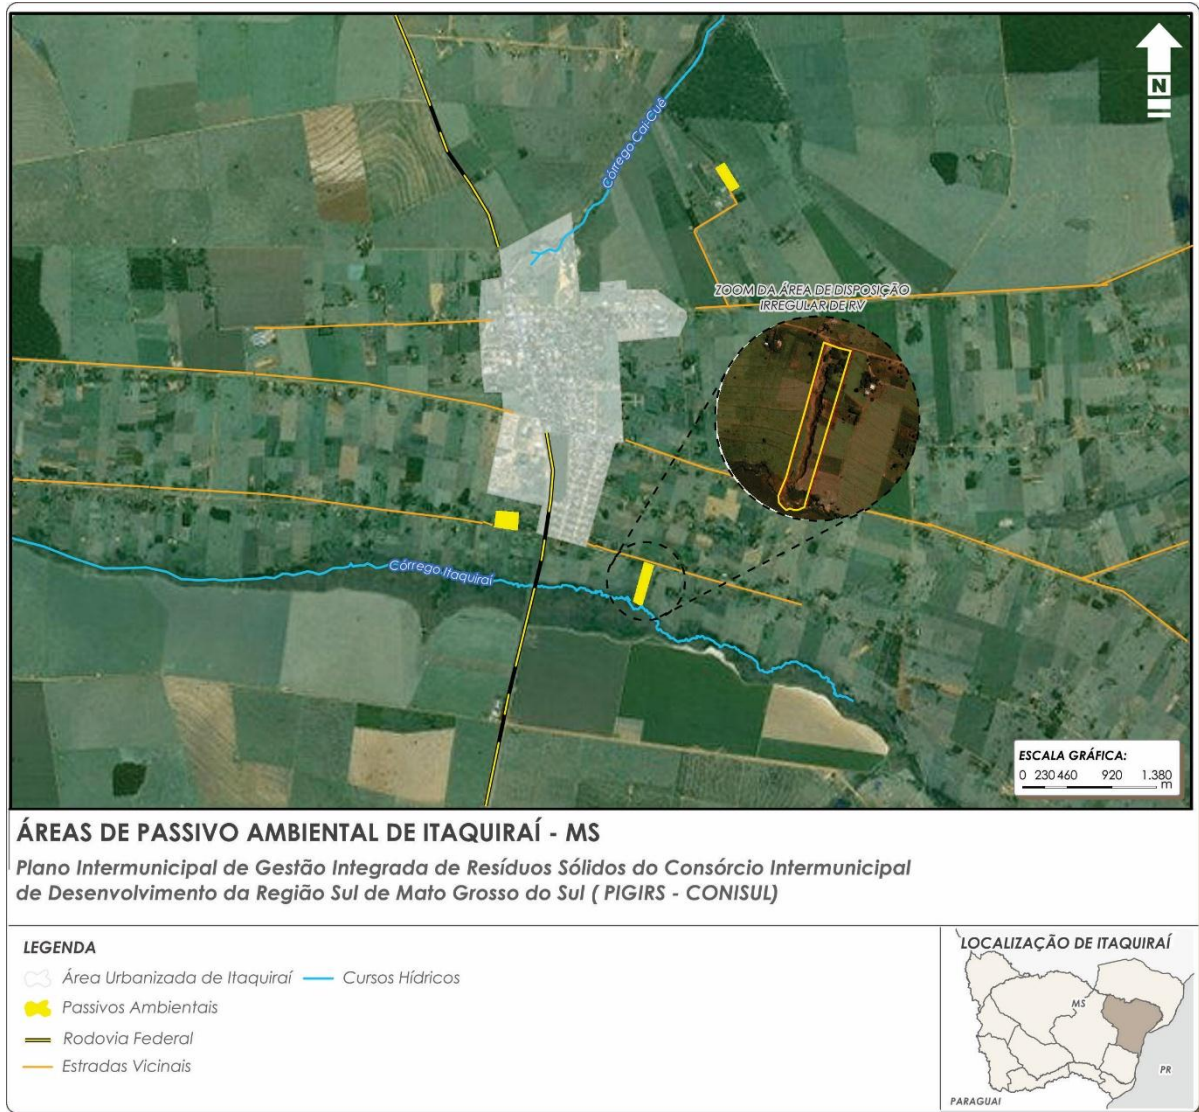 N
Córrego Cai-Cuê
ZOOM DA ÁREA DE DISPOSIÇÃO
IRREGULAR DE RV
Córrego Itaquiraí
ESCALA GRÁFICA:
0 230 460 920 1.380
m
ÁREAS DE PASSIVO AMBIENTAL DE ITAQUIRAÍ - MS
Plano Intermunicipal de Gestão Integrada de Resíduos Sólidos do Consórcio Intermunicipal
de Desenvolvimento da Região Sul de Mato Grosso do Sul ( PIGIRS - CONISUL)
LEGENDA
Área Urbanizada de Itaquiraí
Cursos Hídricos
Passivos Ambientais
Rodovia Federal
Estradas Vicinais
LOCALIZAÇÃO DE ITAQUIRAÍ
MS
PR
PARAGUAI